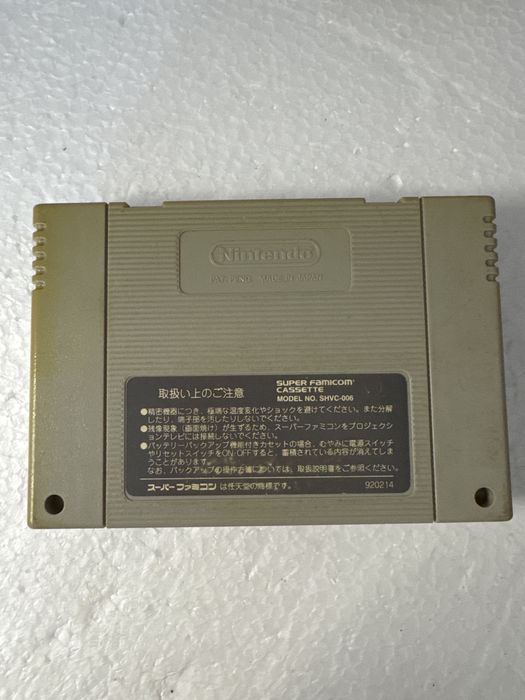 Nintendo
PAT. PEND. MADE IN JAPAN
取扱い上のご注意
SUPER FAMICOM
CASSETTE
MODEL NO. SHVC-006
●精密機器につき、極端な温度変化やショックを避けてください。また分解
したり、端子部を汚したりしないでください。
●残像現象（画面焼け）が生ずるため、スーパーファミコンをプロジェクシ
ョンテレビには接続しないでください。
●バッテリーバックアップ機能付きカセットの場合、むやみに電源スイッチ
やリセットスイッチをON・OFFすると、蓄積されている内容が消えてしま
うことがあります。
なお、バックアップの操作方法については、取扱説明書をご参照ください。
スーパーファミコンは任天堂の商標です。
920214